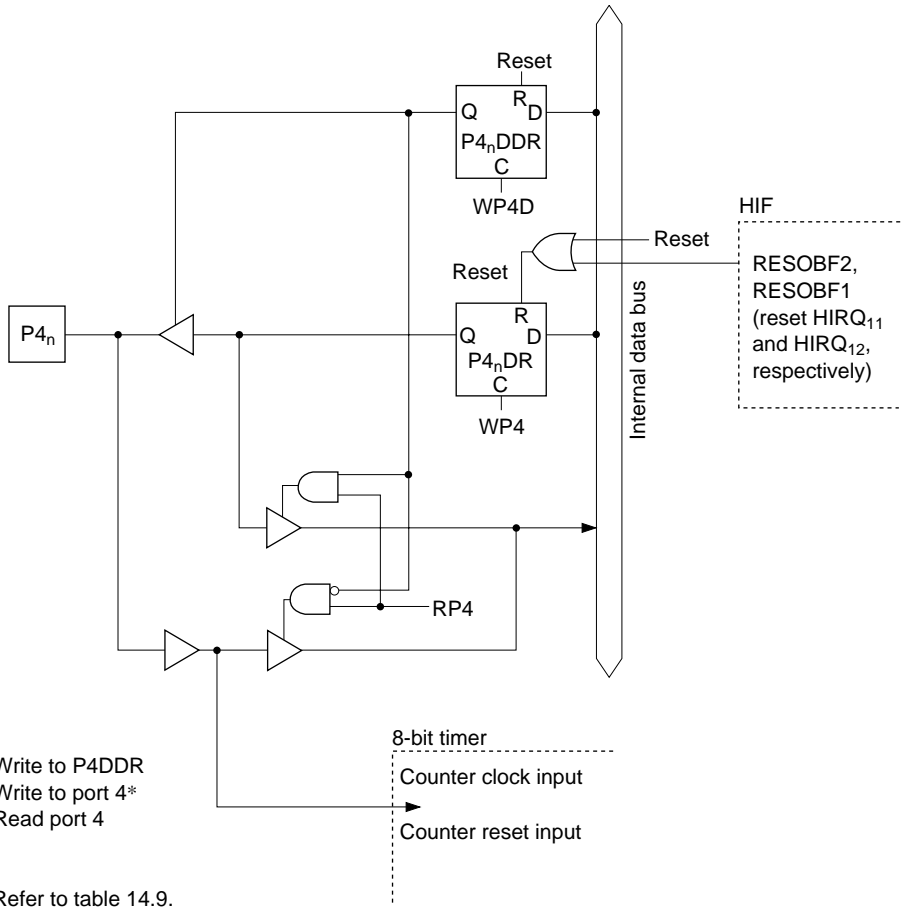 Reset
R
Q
D
P4nDDR
C
WP4D
HIF
Reset
Reset
RESOBF2,
RESOBF1
(reset HIRQ11
and HIRQ12,
respectively)
R
P4n
Q
D
P4nDR
C
WP4
Internal data bus
RP4
8-bit timer
Write to P4DDR
Counter clock input
Write to port 4*
Read port 4
Counter reset input
Refer to table 14.9.